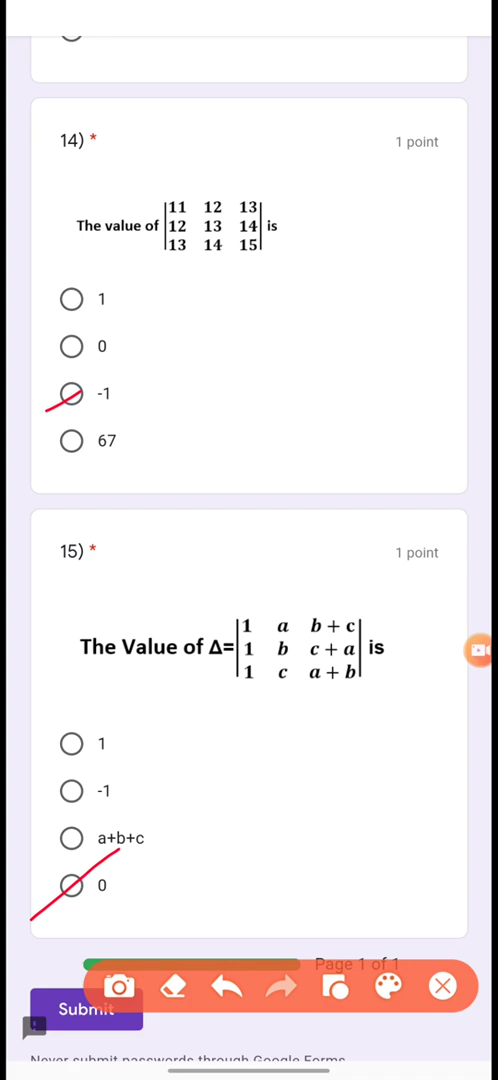 14) *
1 point
|11 12 13|
The value of |12 13 14| is
|13 14 15|
1
0
-1
67
15) *
1 point
|1 a b + c|
The Value of Δ= |1 b c + a| is
|1 c a + b|
1
-1
a+b+c
0
Page 1 of 1
Submit
Never submit passwords through Google Forms